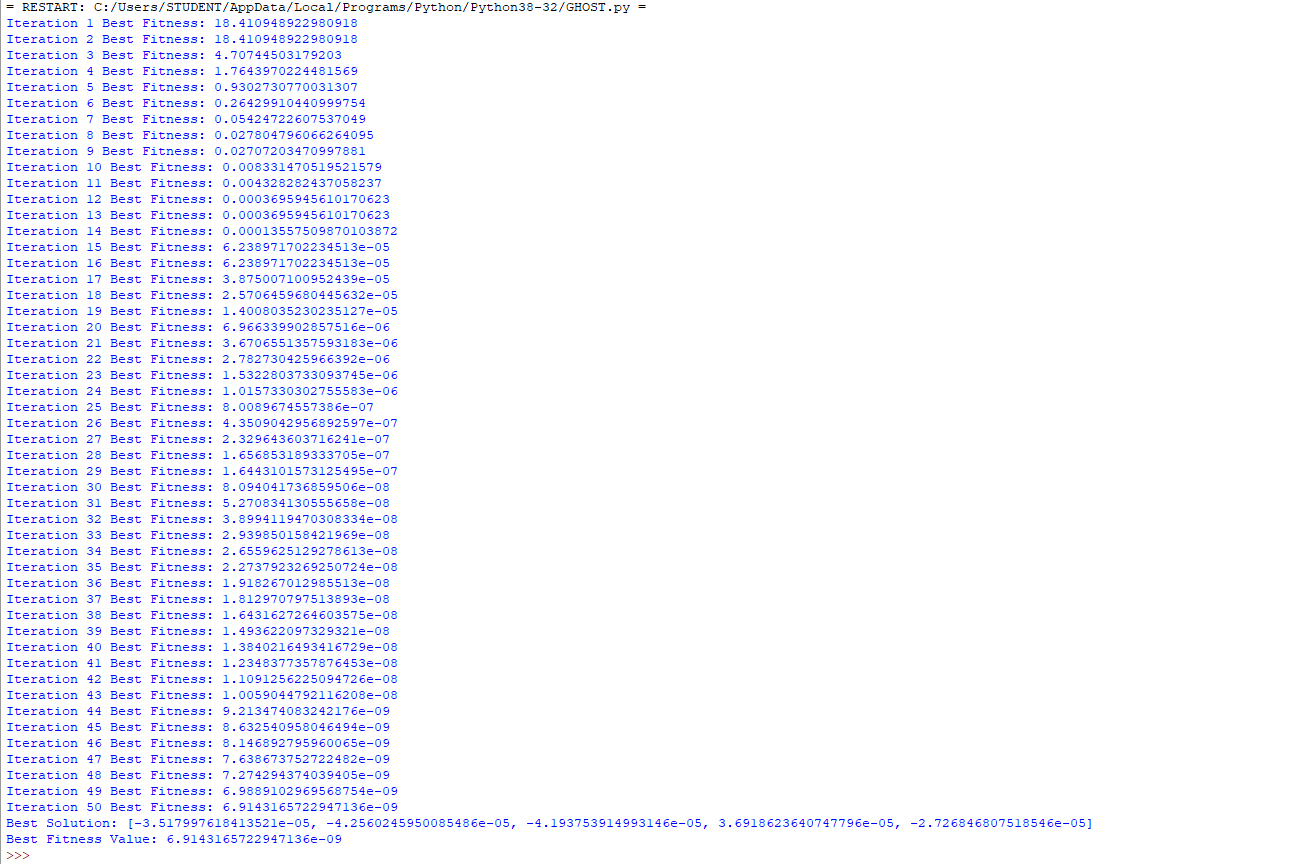 = RESTART: C:/Users/STUDENT/AppData/Local/Programs/Python/Python38-32/GHOST.py =
Iteration 1 Best Fitness: 18.410948922980918
Iteration 2 Best Fitness: 18.410948922980918
Iteration 3 Best Fitness: 4.70744503179203
Iteration 4 Best Fitness: 1.7643970224481569
Iteration 5 Best Fitness: 0.9302730770031307
Iteration 6 Best Fitness: 0.26429910440999754
Iteration 7 Best Fitness: 0.05424722607537049
Iteration 8 Best Fitness: 0.027804796066264095
Iteration 9 Best Fitness: 0.02707203470997881
Iteration 10 Best Fitness: 0.008331470519521579
Iteration 11 Best Fitness: 0.004328282437058237
Iteration 12 Best Fitness: 0.0003695945610170623
Iteration 13 Best Fitness: 0.0003695945610170623
Iteration 14 Best Fitness: 0.00013557509870103872
Iteration 15 Best Fitness: 6.238971702234513e-05
Iteration 16 Best Fitness: 6.238971702234513e-05
Iteration 17 Best Fitness: 3.875007100952439e-05
Iteration 18 Best Fitness: 2.5706459680445632e-05
Iteration 19 Best Fitness: 1.4008035230235127e-05
Iteration 20 Best Fitness: 6.966339902857516e-06
Iteration 21 Best Fitness: 3.6706551357593183e-06
Iteration 22 Best Fitness: 2.782730425966392e-06
Iteration 23 Best Fitness: 1.5322803733093745e-06
Iteration 24 Best Fitness: 1.0157330302755583e-06
Iteration 25 Best Fitness: 8.0089674557386e-07
Iteration 26 Best Fitness: 4.3509042956892597e-07
Iteration 27 Best Fitness: 2.329643603716241e-07
Iteration 28 Best Fitness: 1.656853189333705e-07
Iteration 29 Best Fitness: 1.6443101573125495e-07
Iteration 30 Best Fitness: 8.094041736859506e-08
Iteration 31 Best Fitness: 5.270834130555658e-08
Iteration 32 Best Fitness: 3.8994119470308334e-08
Iteration 33 Best Fitness: 2.939850158421969e-08
Iteration 34 Best Fitness: 2.6559625129278613e-08
Iteration 35 Best Fitness: 2.2737923269250724e-08
Iteration 36 Best Fitness: 1.918267012985513e-08
Iteration 37 Best Fitness: 1.812970797513893e-08
Iteration 38 Best Fitness: 1.6431627264603575e-08
Iteration 39 Best Fitness: 1.493622097329321e-08
Iteration 40 Best Fitness: 1.3840216493416729e-08
Iteration 41 Best Fitness: 1.2348377357876453e-08
Iteration 42 Best Fitness: 1.1091256225094726e-08
Iteration 43 Best Fitness: 1.0059044792116208e-08
Iteration 44 Best Fitness: 9.213474083242176e-09
Iteration 45 Best Fitness: 8.632540958046494e-09
Iteration 46 Best Fitness: 8.146892795960065e-09
Iteration 47 Best Fitness: 7.638673752722482e-09
Iteration 48 Best Fitness: 7.274294374039405e-09
Iteration 49 Best Fitness: 6.9889102969568754e-09
Iteration 50 Best Fitness: 6.9143165722947136e-09
Best Solution: [-3.517997618413521e-05, -4.2560245950085486e-05, -4.193753914993146e-05, 3.6918623640747796e-05, -2.726846807518546e-05]
Best Fitness Value: 6.9143165722947136e-09
>>>